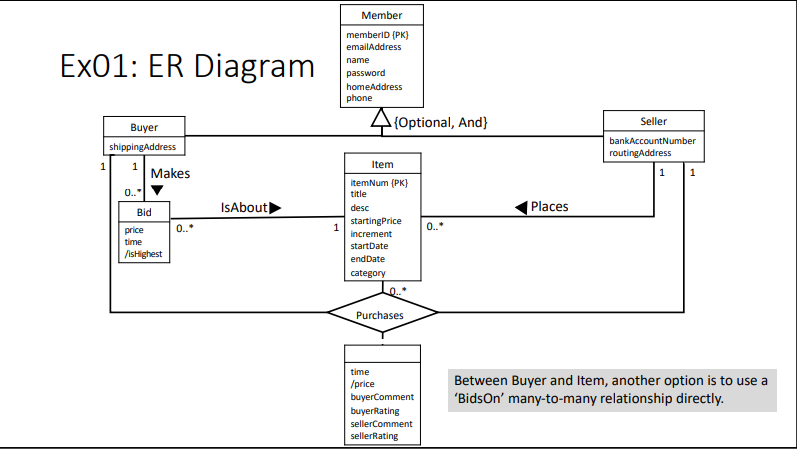 Ex01: ER Diagram
Member
memberID {PK}
emailAddress
name
password
homeAddress
phone
{Optional, And}
Buyer
shippingAddress
Seller
bankAccountNumber
routingAddress
1
1
Makes
0..*
Bid
price
time
/isHighest
0..*
IsAbout
1
Item
itemNum {PK}
title
desc
startingPrice
increment
startDate
endDate
category
0..*
Places
1
1
0..*
Purchases
time
/price
buyerComment
buyerRating
sellerComment
sellerRating
Between Buyer and Item, another option is to use a
‘BidsOn’ many-to-many relationship directly.